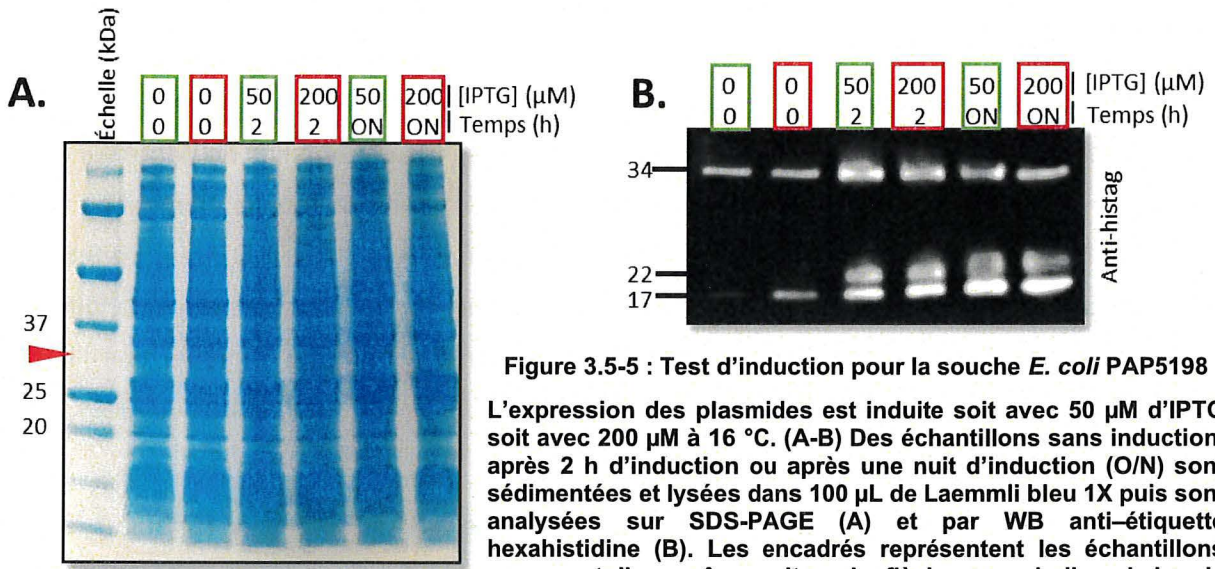 A.
Échelle (kDa)
0 0 50 200 50 200 [IPTG] (µM)
0 0 2 2 ON ON Temps (h)
37
25
20
B.
0 0 50 200 50 200 [IPTG] (µM)
0 0 2 2 ON ON Temps (h)
34
22
17
Anti-histag
Figure 3.5-5 : Test d'induction pour la souche E. coli PAP5198
L'expression des plasmides est induite soit avec 50 µM d'IPTG
soit avec 200 µM à 16 °C. (A-B) Des échantillons sans induction
après 2 h d'induction ou après une nuit d'induction (O/N) son
sédimentées et lysées dans 100 µL de Laemmli bleu 1X puis son
analysées sur SDS-PAGE (A) et par WB anti–étiquette
hexahistidine (B). Les encadrés représentent les échantillons